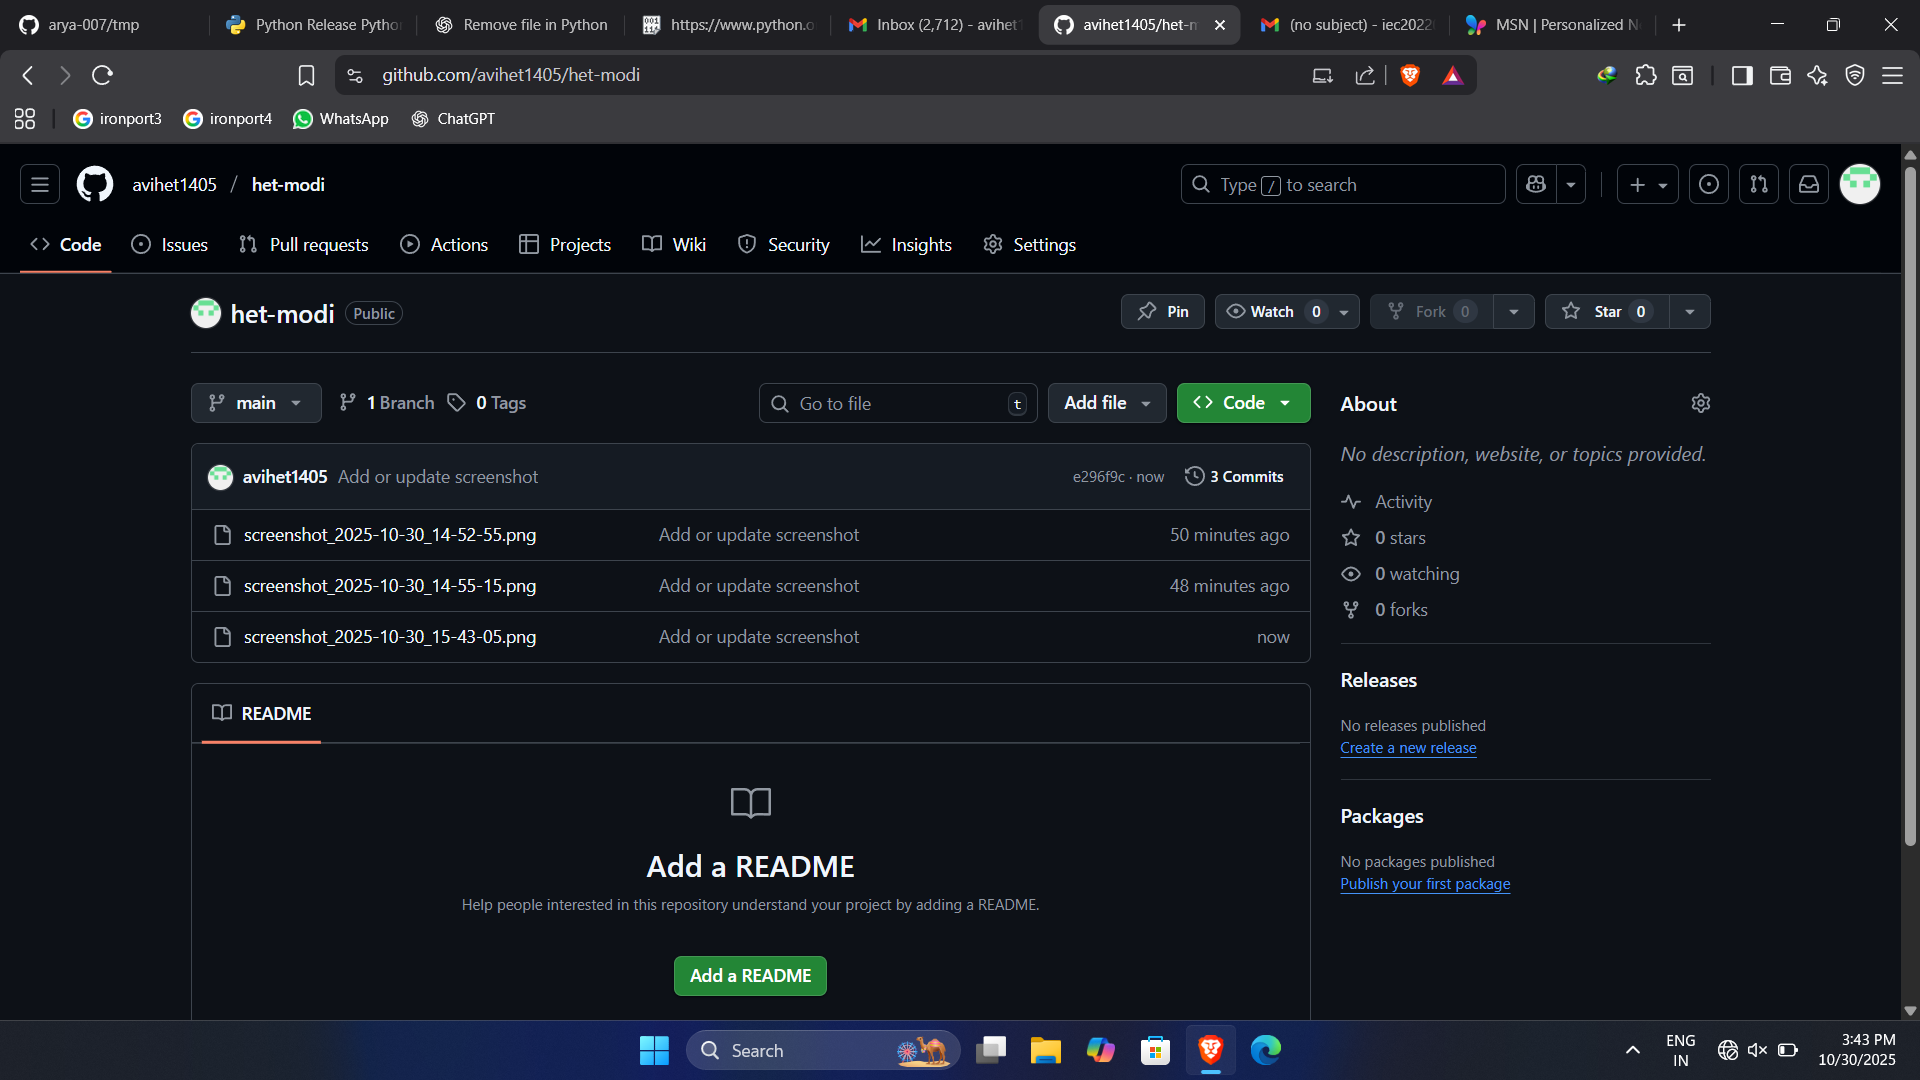 arya-007/tmp
Python Release Pytho
Remove file in Python
https://www.python.o
Inbox (2,712) - avihet1
avihet1405/het-m
(no subject) - iec2022
MSN | Personalized N
github.com/avihet1405/het-modi
ironport3
ironport4
WhatsApp
ChatGPT
avihet1405 / het-modi
Type / to search
Code
Issues
Pull requests
Actions
Projects
Wiki
Security
Insights
Settings
het-modi Public
Pin
Watch 0
Fork 0
Star 0
main
1 Branch
0 Tags
Go to file t
Add file
Code
About
No description, website, or topics provided.
avihet1405 Add or update screenshot
e296f9c · now
3 Commits
screenshot_2025-10-30_14-52-55.png Add or update screenshot 50 minutes ago
screenshot_2025-10-30_14-55-15.png Add or update screenshot 48 minutes ago
screenshot_2025-10-30_15-43-05.png Add or update screenshot now
Activity
0 stars
0 watching
0 forks
Releases
No releases published
Create a new release
Packages
No packages published
Publish your first package
README
Add a README
Help people interested in this repository understand your project by adding a README.
Add a README
Search
ENG
IN
3:43 PM
10/30/2025